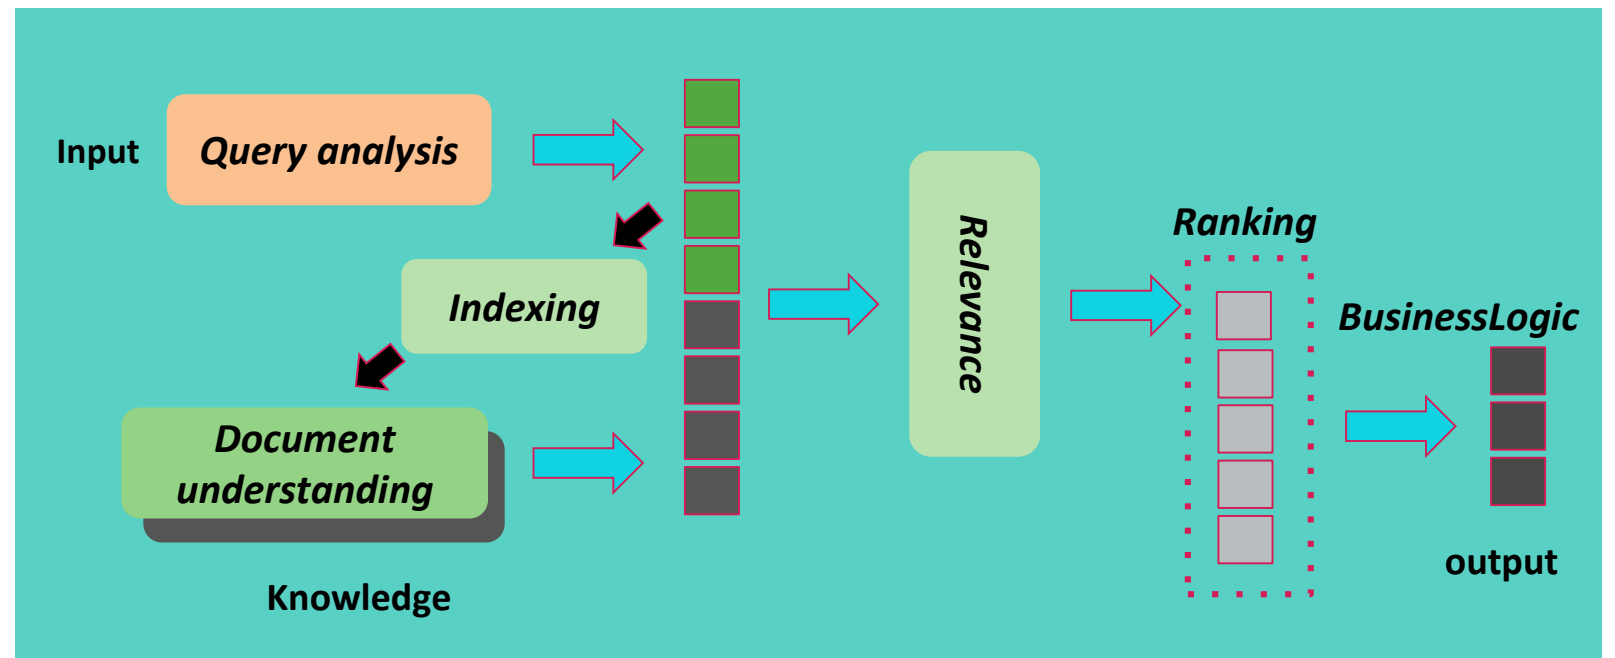 Input
Query analysis
Indexing
Document
understanding
Knowledge
Relevance
Ranking
BusinessLogic
output